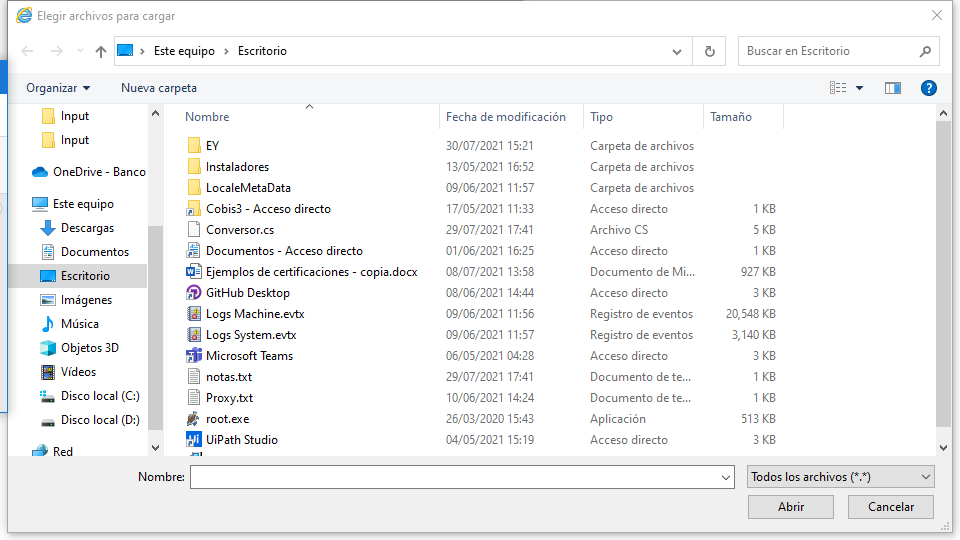 Elegir archivos para cargar
Este equipo › Escritorio
Buscar en Escritorio
Organizar Nueva carpeta
Input
Input
OneDrive - Banco
Este equipo
Descargas
Documentos
Escritorio
Imágenes
Música
Objetos 3D
Vídeos
Disco local (C:)
Disco local (D:)
Red
Nombre Fecha de modificación Tipo Tamaño
EY 30/07/2021 15:21 Carpeta de archivos
Instaladores 13/05/2021 16:52 Carpeta de archivos
LocaleMetaData 09/06/2021 11:57 Carpeta de archivos
Cobis3 - Acceso directo 17/05/2021 11:33 Acceso directo 1 KB
Conversor.cs 29/07/2021 17:41 Archivo CS 5 KB
Documentos - Acceso directo 01/06/2021 16:25 Acceso directo 1 KB
Ejemplos de certificaciones - copia.docx 08/07/2021 13:58 Documento de Mi... 927 KB
GitHub Desktop 08/06/2021 14:44 Acceso directo 3 KB
Logs Machine.evtx 09/06/2021 11:56 Registro de eventos 20,548 KB
Logs System.evtx 09/06/2021 11:57 Registro de eventos 3,140 KB
Microsoft Teams 06/05/2021 04:28 Acceso directo 3 KB
notas.txt 29/07/2021 17:41 Documento de te... 1 KB
Proxy.txt 10/06/2021 14:24 Documento de te... 1 KB
root.exe 26/03/2020 15:43 Aplicación 513 KB
UiPath Studio 04/05/2021 15:19 Acceso directo 3 KB
Nombre:
Todos los archivos (*.*)
Abrir Cancelar